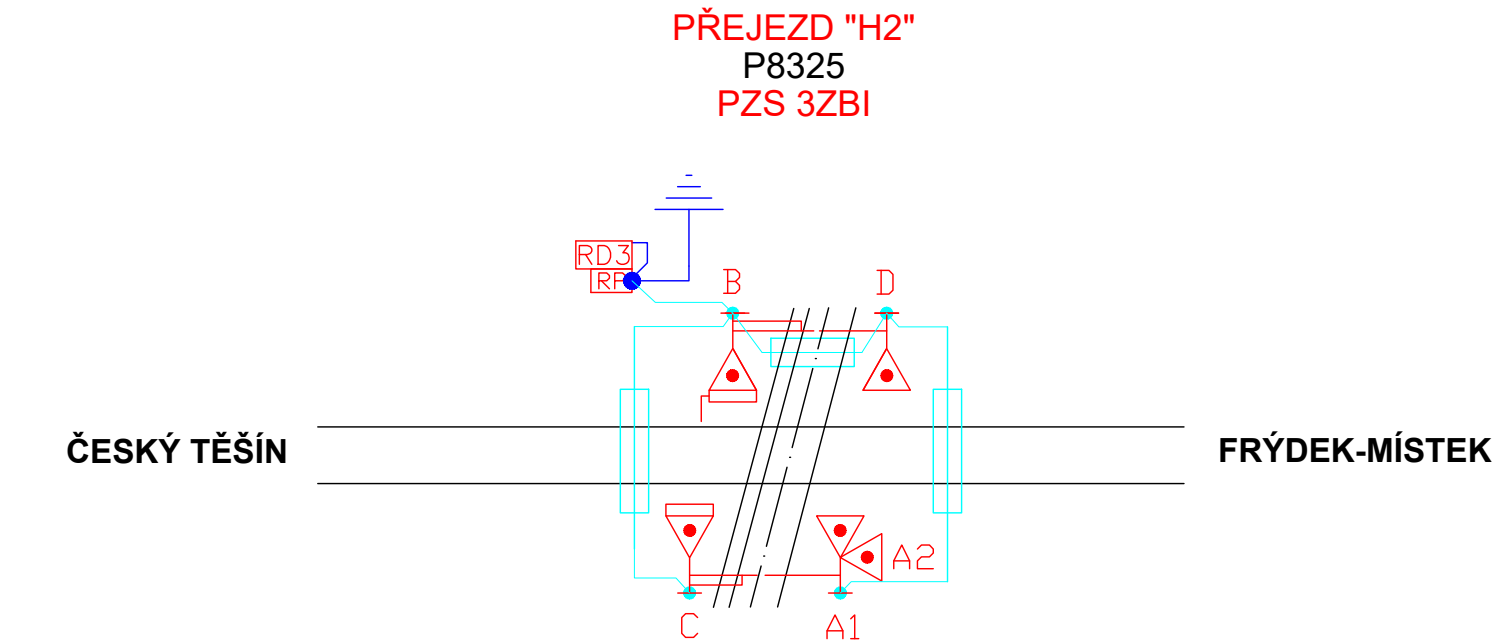 PŘEJEZD "H2"
P8325
PZS 3ZBI
RD3
RP
B
D
ČESKÝ TĚŠÍN
FRÝDEK-MÍSTEK
A2
C
A1